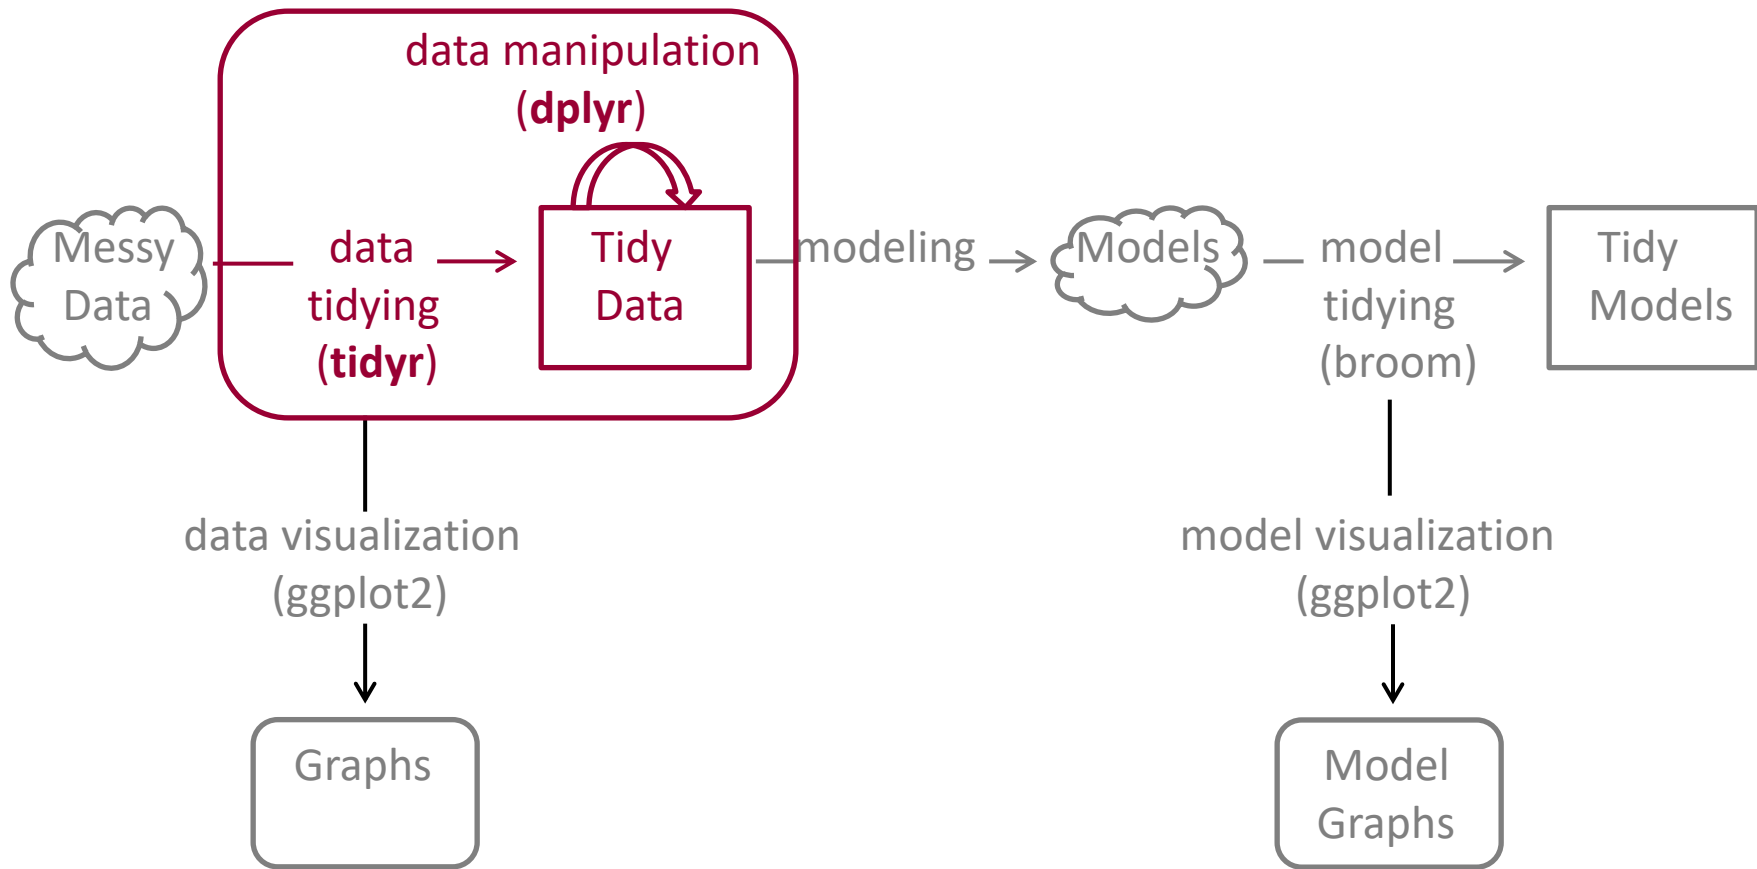 data manipulation
(dplyr)
Messy
Data
data
tidying
(tidyr)
Tidy
Data
modeling
Models
model
tidying
(broom)
Tidy
Models
data visualization
(ggplot2)
model visualization
(ggplot2)
Graphs
Model
Graphs